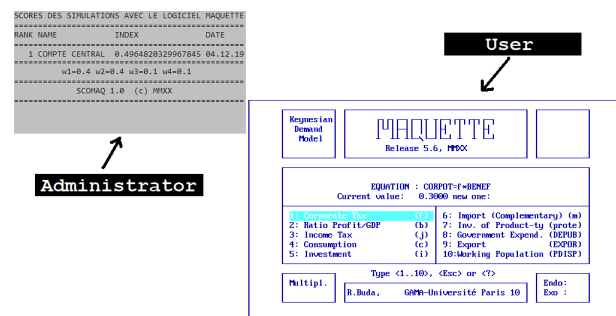 SCORES DES SIMULATIONS AVEC LE LOGICIEL MAQUETTE
RANK NAME INDEX DATE
1 COMPTE CENTRAL 0.4964820329967845 04.12.19
w1=0.4 w2=0.4 w3=0.1 w4=0.1
SCOMAQ 1.0 (c) MMXX
Administrator
User
Keynesian
Demand
Model
MAQUETTE
Release 5.6, MMXX
EQUATION : CORPOT=f*BENEF
Current value: 0.3000 new one:
1: Corporate Tax (f)
2: Ratio Profit/GDP (b)
3: Income Tax (j)
4: Consumption (c)
5: Investment (i)
6: Import (Complementary) (m)
7: Inv. of Product-ty (prote)
8: Government Expend. (DEPUB)
9: Export (EXPOR)
10:Working Population (PDISP)
Type <1..10>, <Esc> or <?>
Multipl.
R.Buda, GAMA-Université Paris 10
Endo:
Exo :